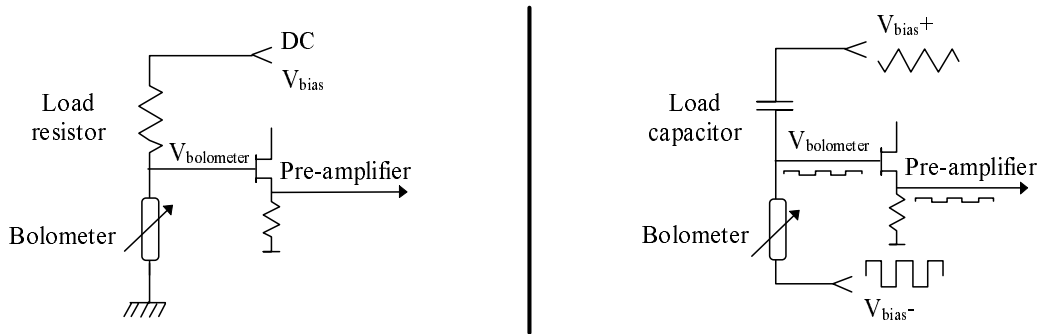 DC
Vbias
Load
resistor
Vbolometer
Pre-amplifier
Bolometer
Vbias+
Load
capacitor
Vbolometer
Pre-amplifier
Bolometer
Vbias-